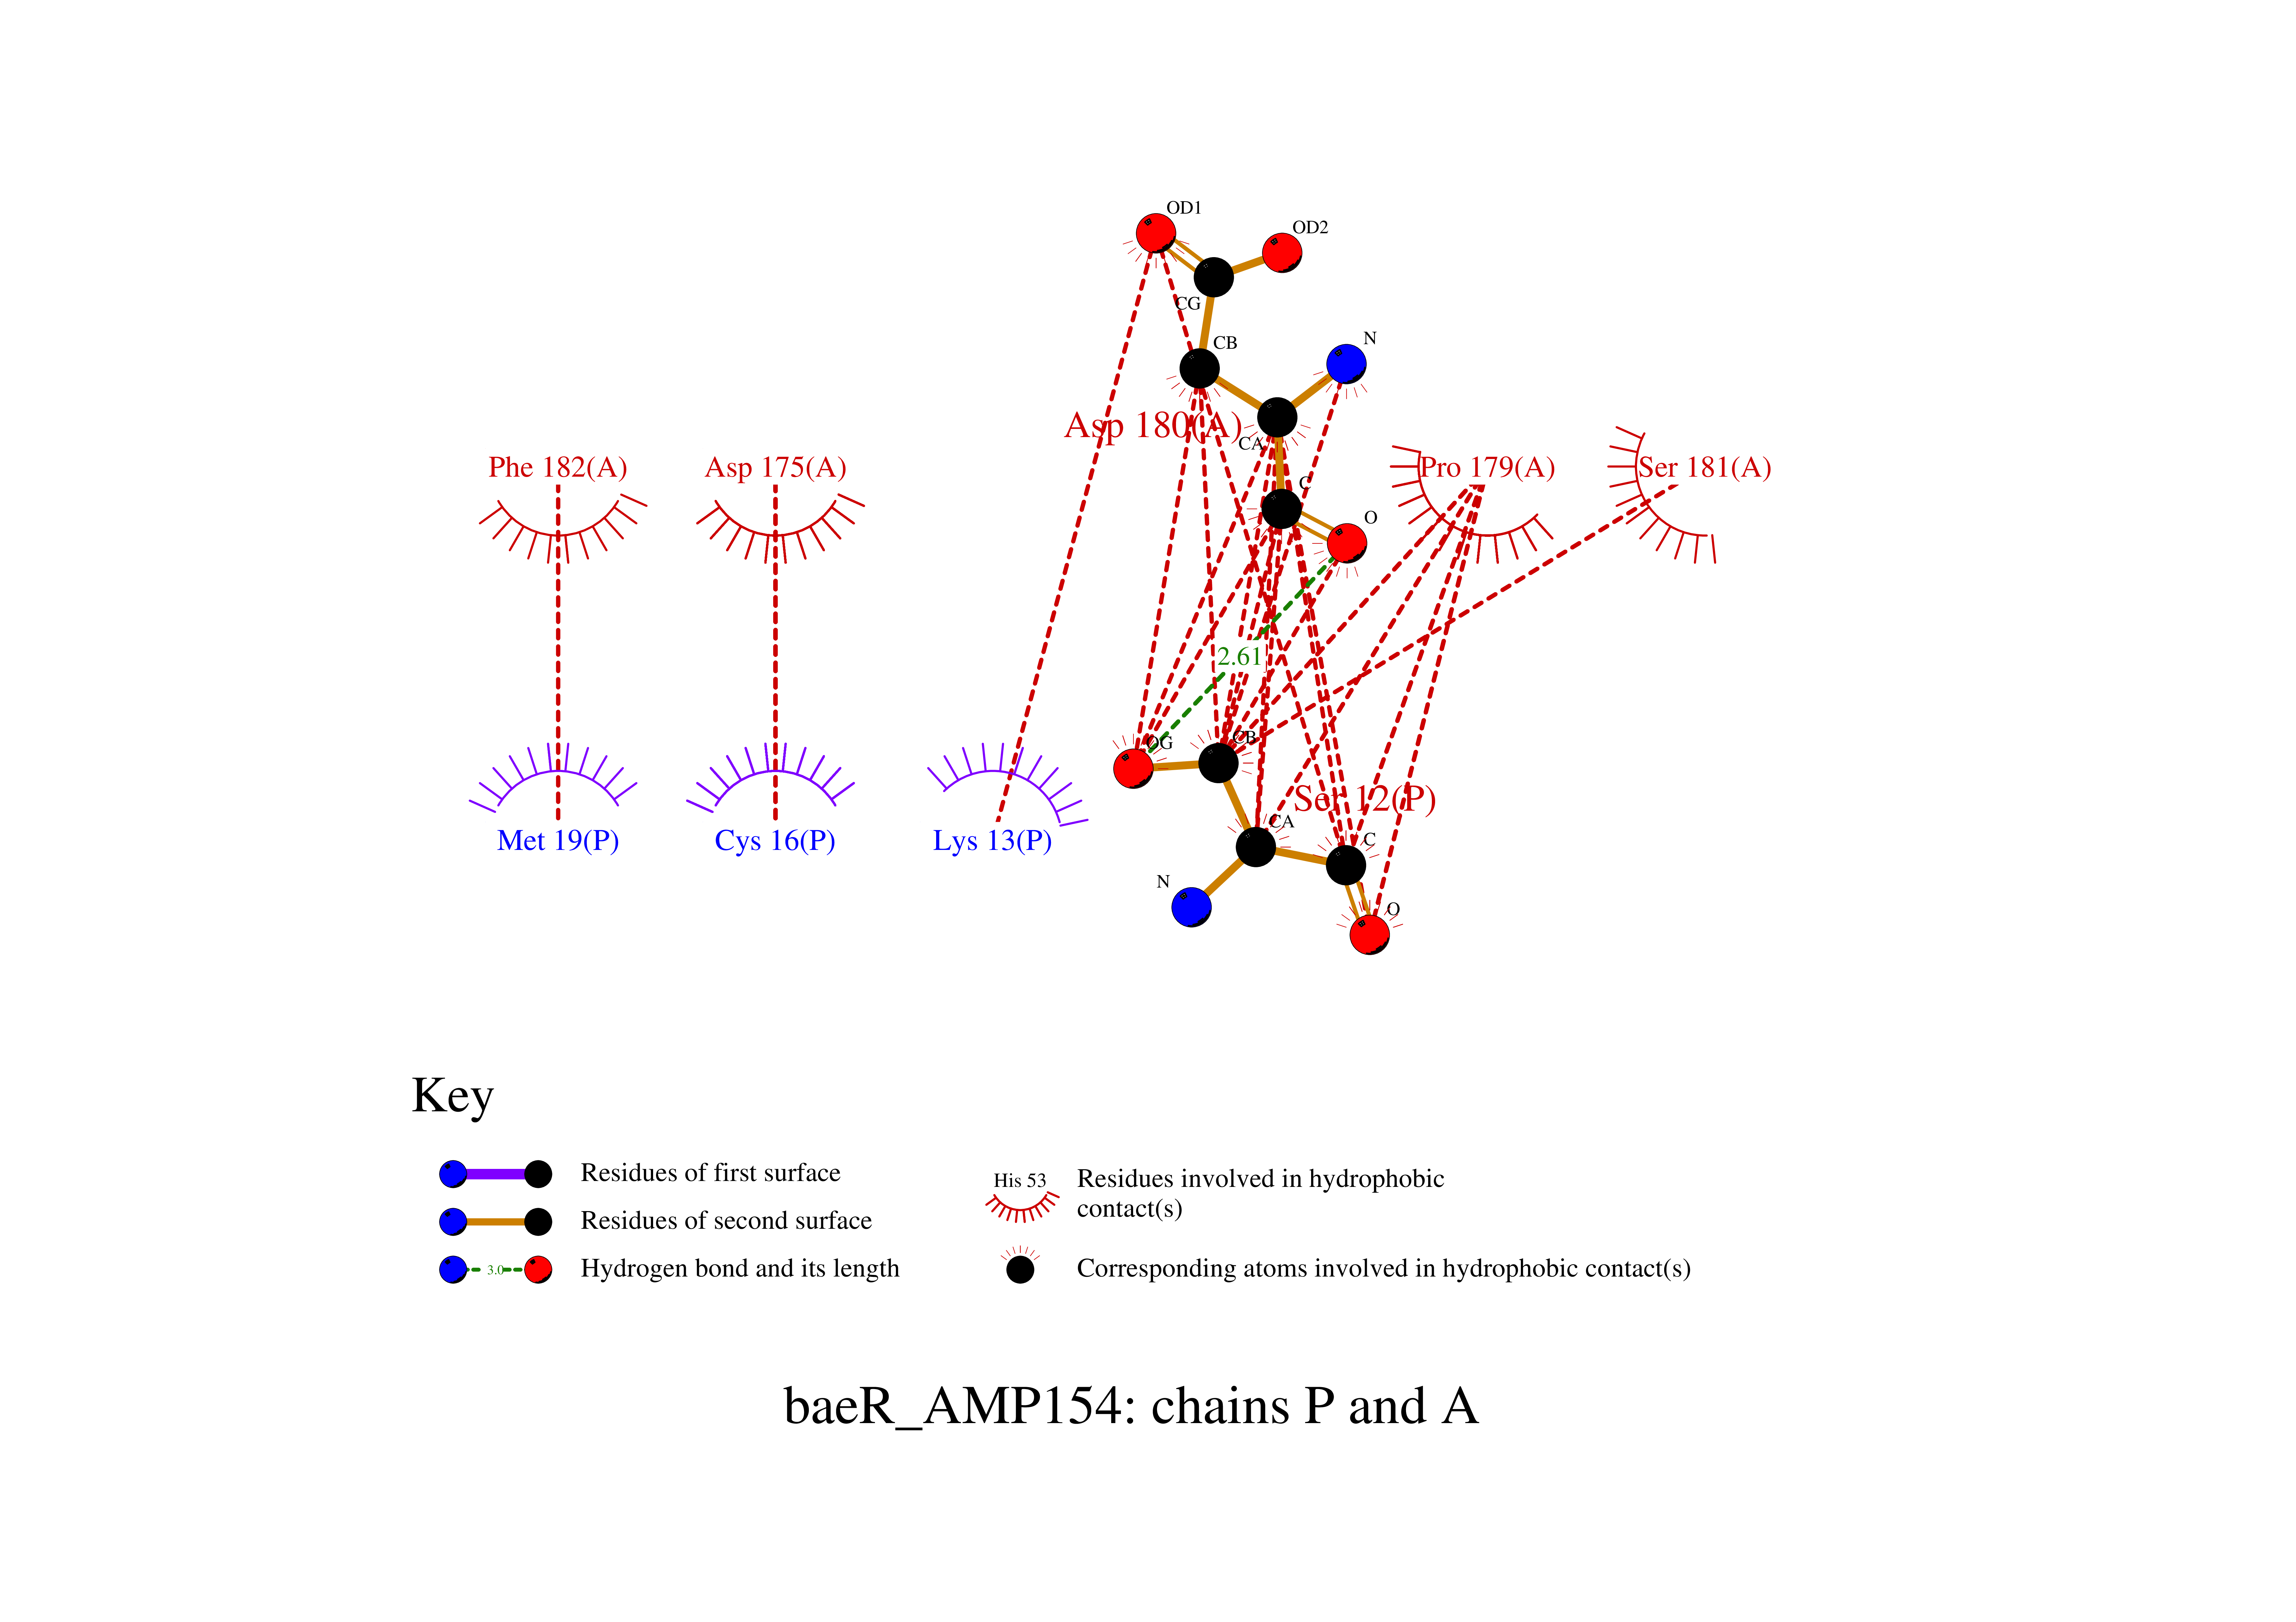 OD1
OD2
CG
CB
N
Asp 180(A)
CA
Phe 182(A)
Asp 175(A)
Pro 179(A)
Ser 181(A)
C
O
2.61
OG
CB
Ser 12(P)
CA
C
Met 19(P)
Cys 16(P)
Lys 13(P)
N
O
Key
Residues of first surface
Residues of second surface
3.0
Hydrogen bond and its length
His 53
Residues involved in hydrophobic
contact(s)
Corresponding atoms involved in hydrophobic contact(s)
baeR_AMP154: chains P and A